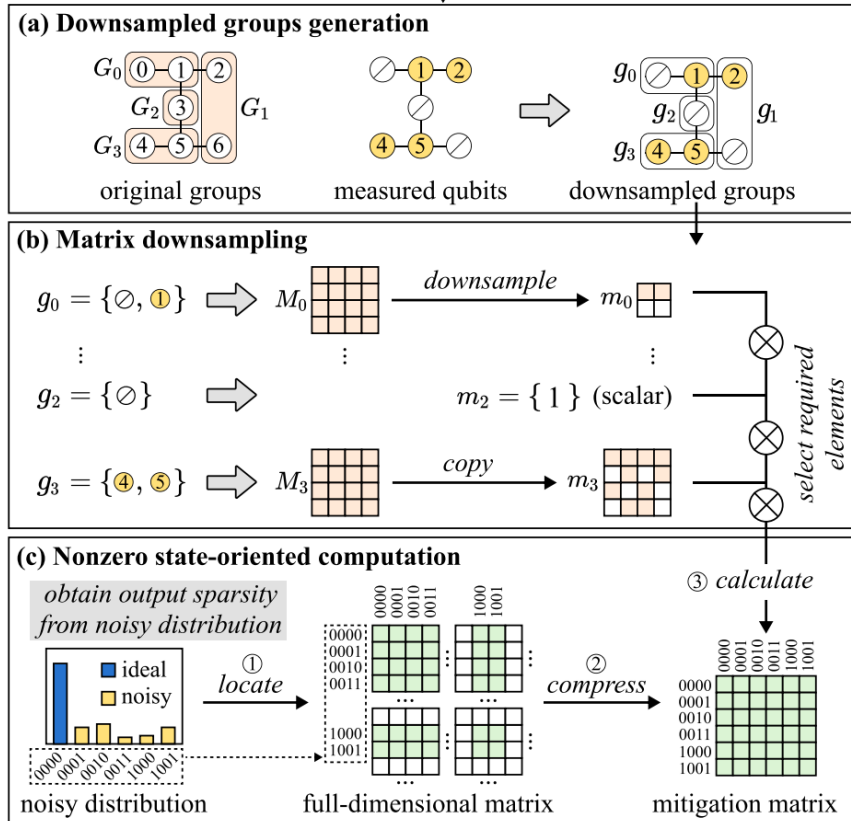 (a) Downsampled groups generation
G₀ 0 1 2
G₂ 3 G₁
G₃ 4 5 6
original groups
∅ 1 2
∅
4 5 ∅
measured qubits
g₀ ∅ 1 2
g₂ ∅ g₁
g₃ 4 5 ∅
downsampled groups
(b) Matrix downsampling
g₀ = {∅, 1} M₀ downsample m₀
⋮ ⋮ ⋮
g₂ = {∅} m₂ = { 1 } (scalar)
g₃ = {4, 5} M₃ copy m₃
select required
elements
(c) Nonzero state-oriented computation
obtain output sparsity
from noisy distribution
ideal
noisy
0000 0001 0010 0011 1000 1001
noisy distribution
① locate
0000 0001 0010 0011 1000 1001
0000
0001
0010
0011
...
1000
1001
...
full-dimensional matrix
② compress
③ calculate
0000 0001 0010 0011 1000 1001
0000
0001
0010
0011
1000
1001
mitigation matrix